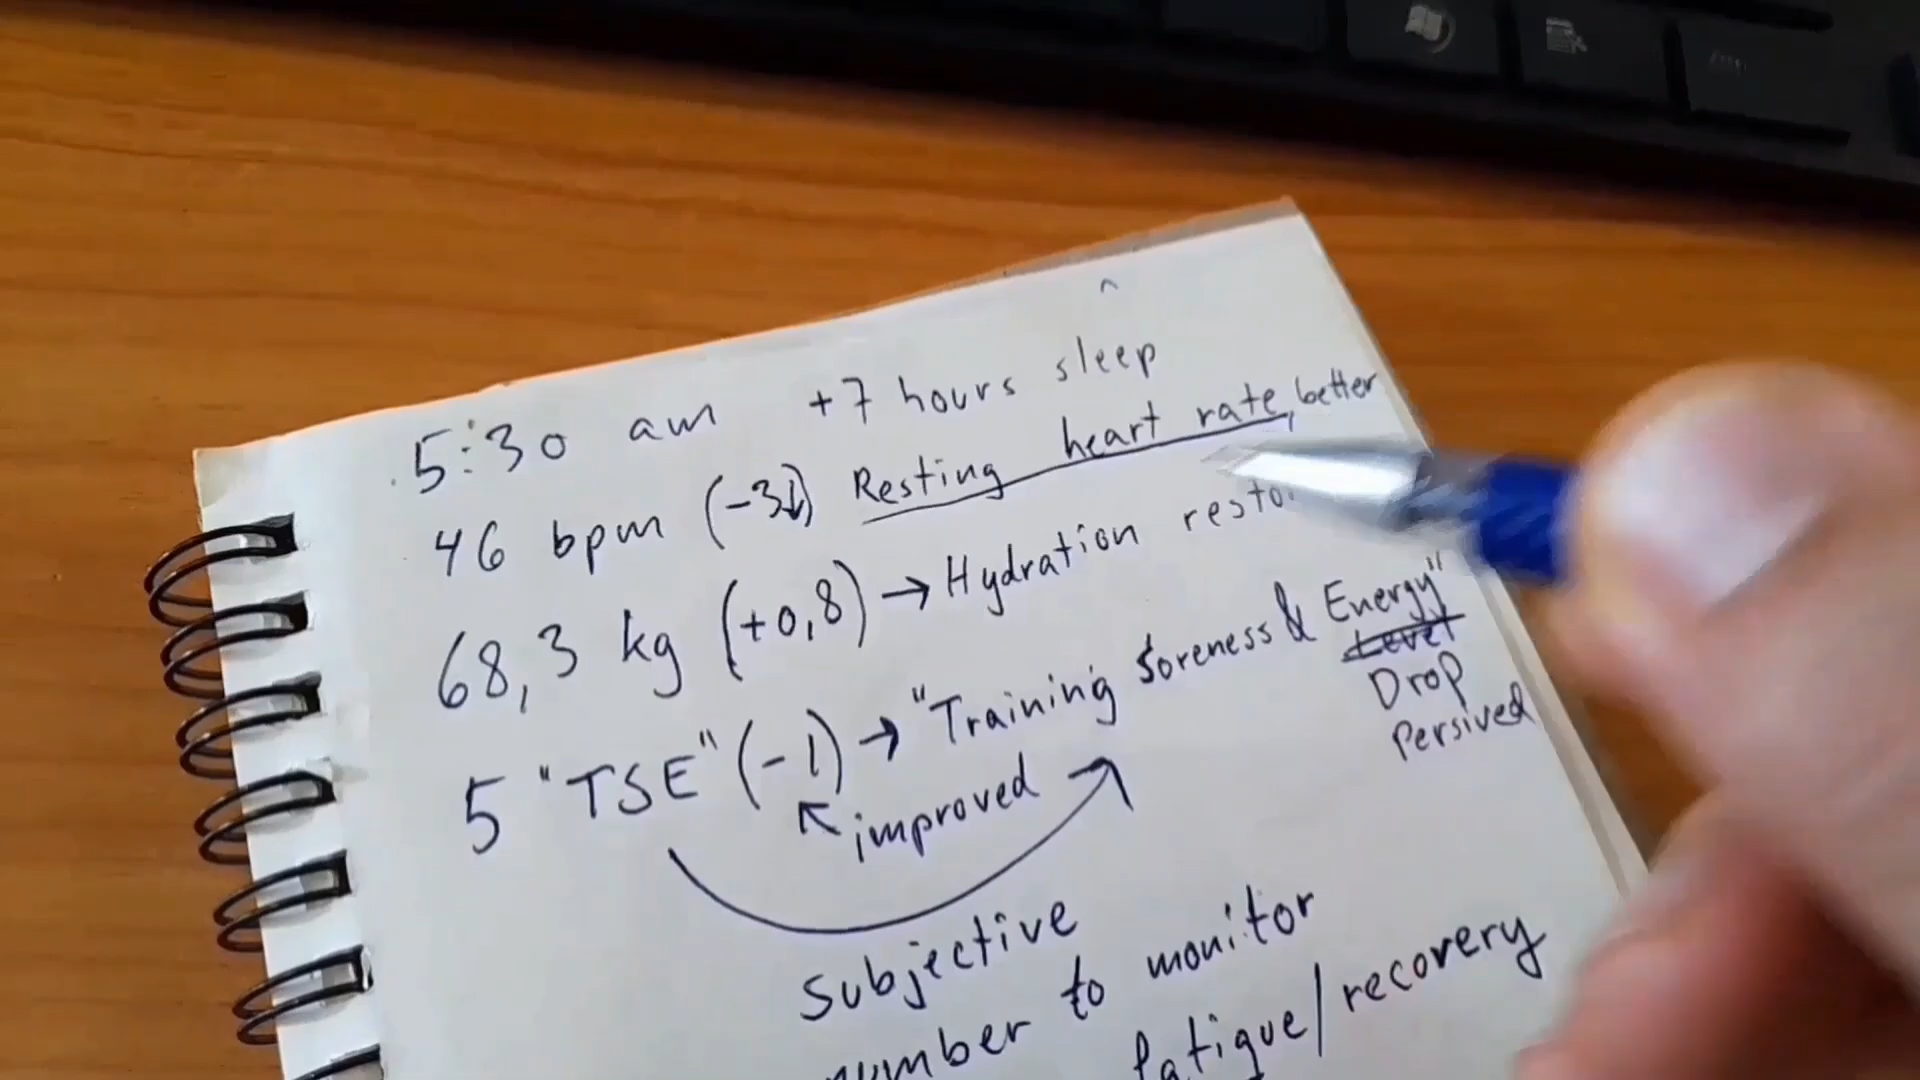 5:30 am +7 hours sleep
46 bpm (-3↓) Resting heart rate, better
68,3 kg (+0,8) → Hydration
5 "TSE" (-1) → "Training Soreness & Energy"
Level
Drop
Persived
improved
Subjective
number to monitor
fatigue/recovery